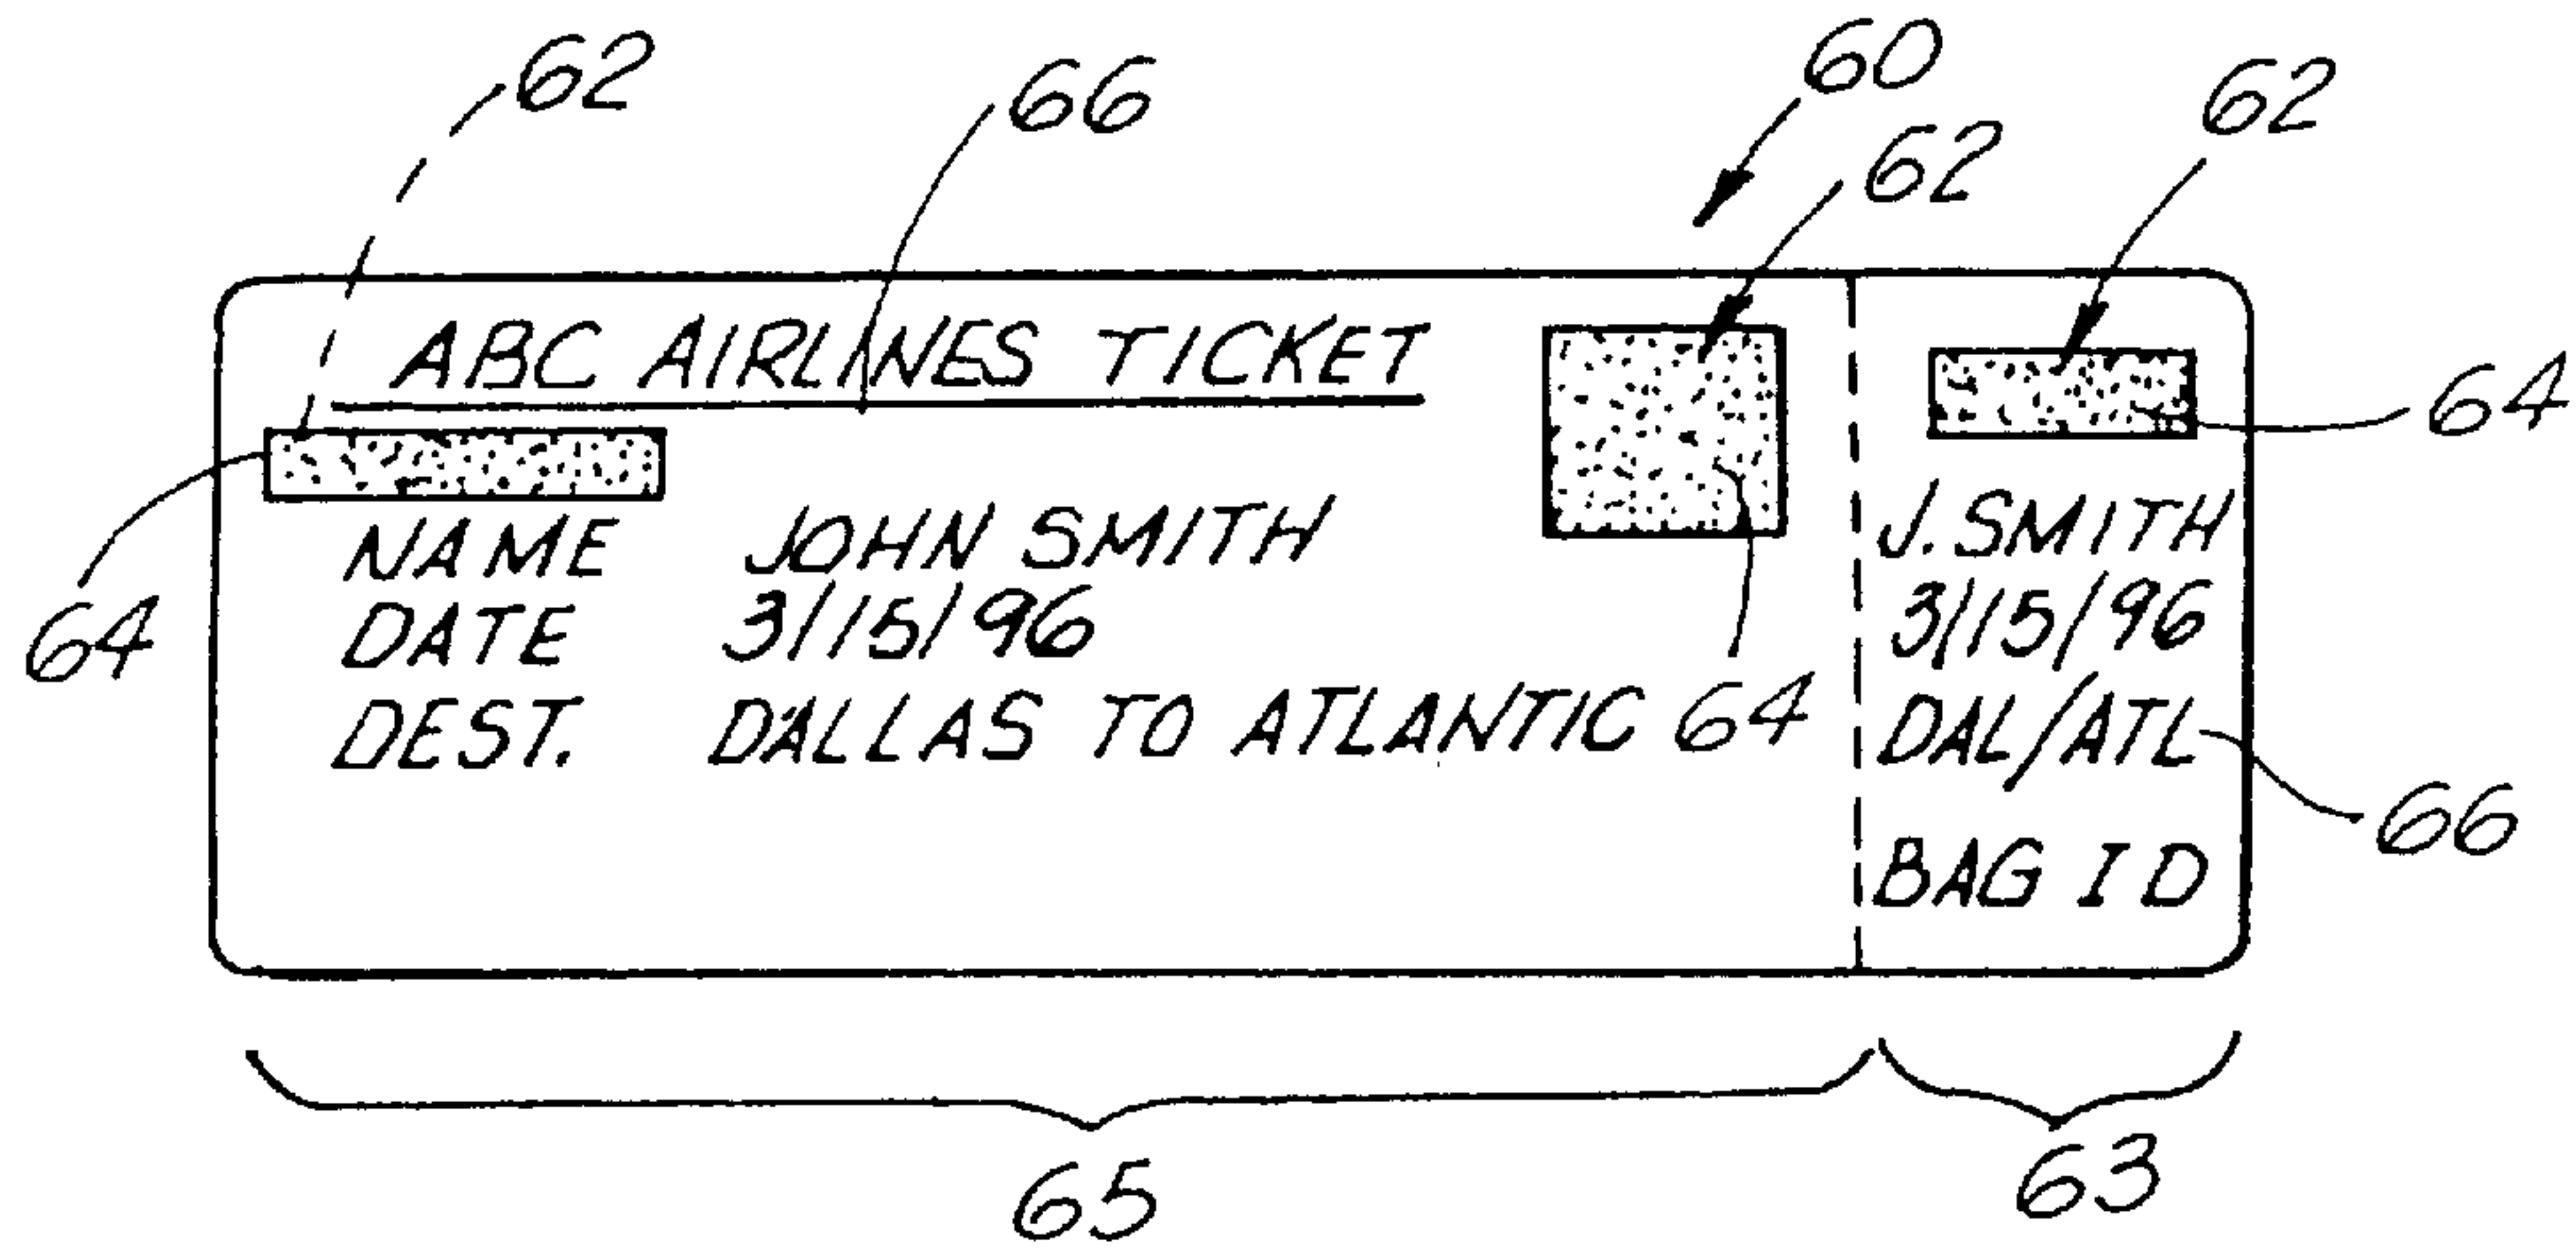 62 66 60 62 62
ABC AIRLINES TICKET
64
64
NAME JOHN SMITH
DATE 3/15/96
DEST. DALLAS TO ATLANTIC
64
64
J. SMITH
3/15/96
DAL/ATL
66
BAG ID
65 63